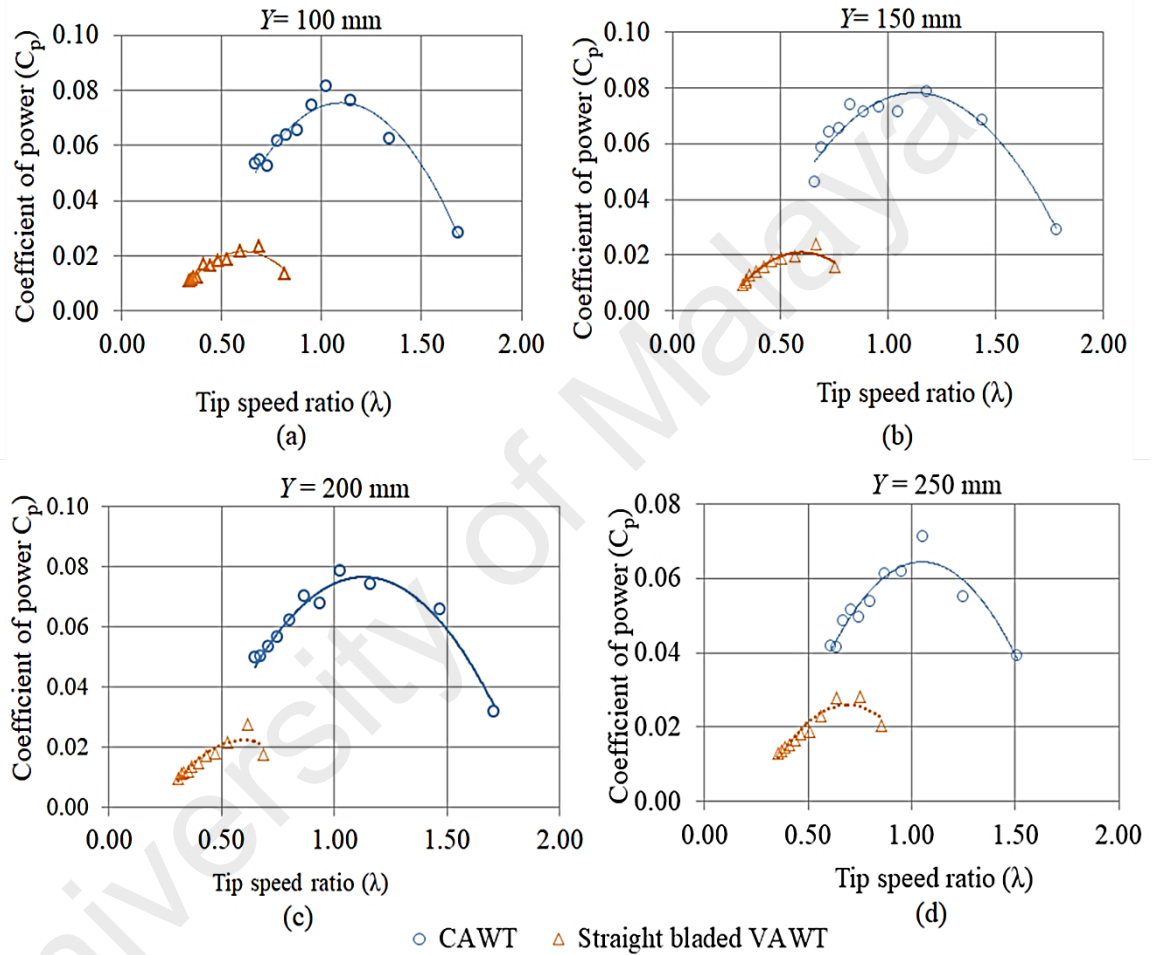 Y= 100 mm
Coefficient of power (Cp)
0.10
0.08
0.06
0.04
0.02
0.00
0.00 0.50 1.00 1.50 2.00
Tip speed ratio (λ)
(a)
Y= 150 mm
Coefficienrt of power (Cp)
0.10
0.08
0.06
0.04
0.02
0.00
0.00 0.50 1.00 1.50 2.00
Tip speed ratio (λ)
(b)
Y = 200 mm
Coefficient of power Cp)
0.10
0.08
0.06
0.04
0.02
0.00
0.00 0.50 1.00 1.50 2.00
Tip speed ratio (λ)
(c)
Y = 250 mm
Coefficient of power (Cp)
0.08
0.06
0.04
0.02
0.00
0.00 0.50 1.00 1.50 2.00
Tip speed ratio (λ)
(d)
CAWT Straight bladed VAWT
niversity of Malaya